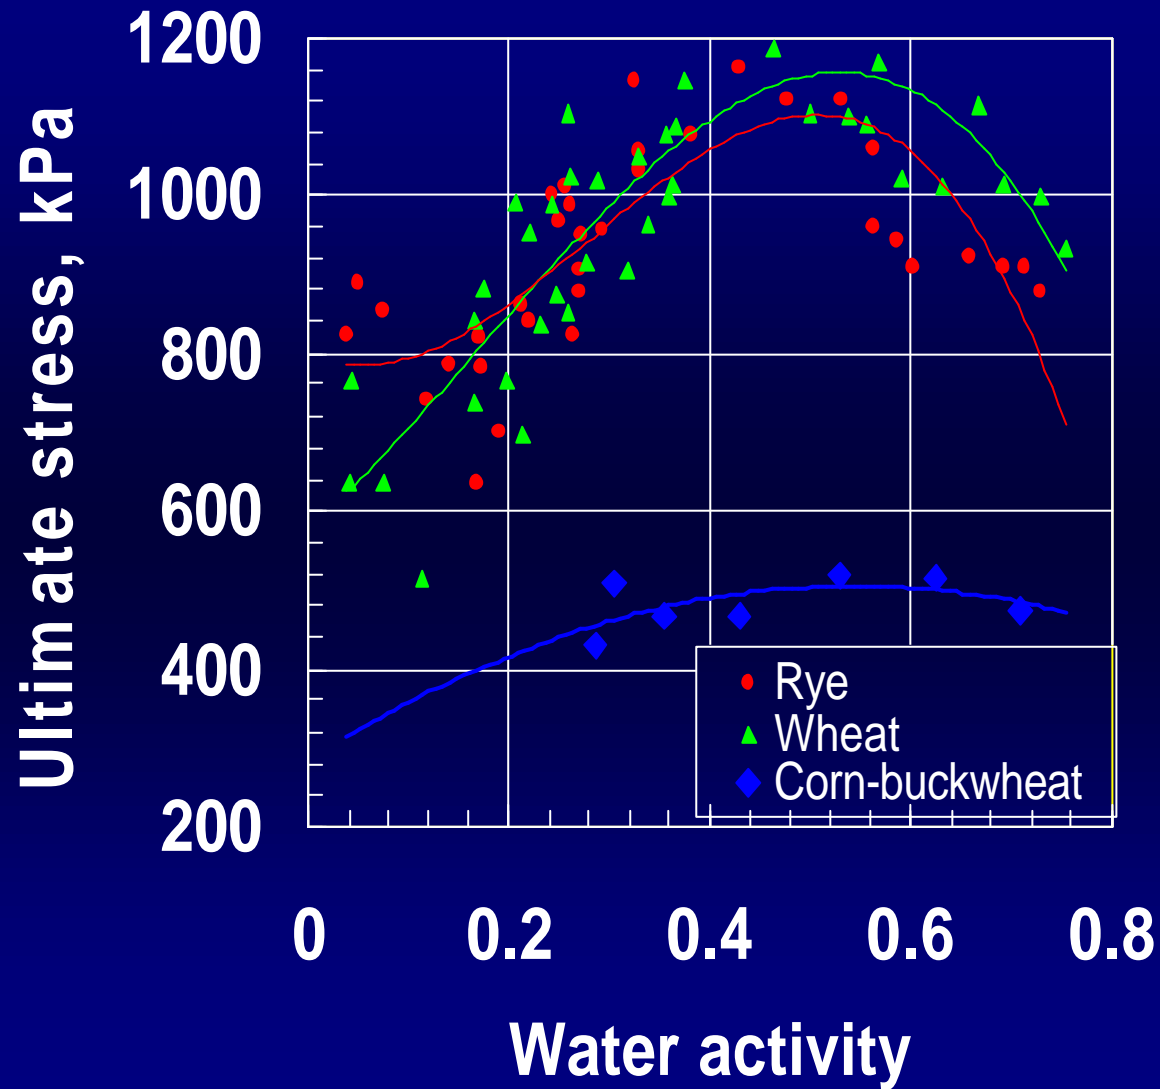 1200
1000
800
600
400
200
Ultimate stress, kPa
Rye
Wheat
Corn-buckwheat
0 0.2 0.4 0.6 0.8
Water activity